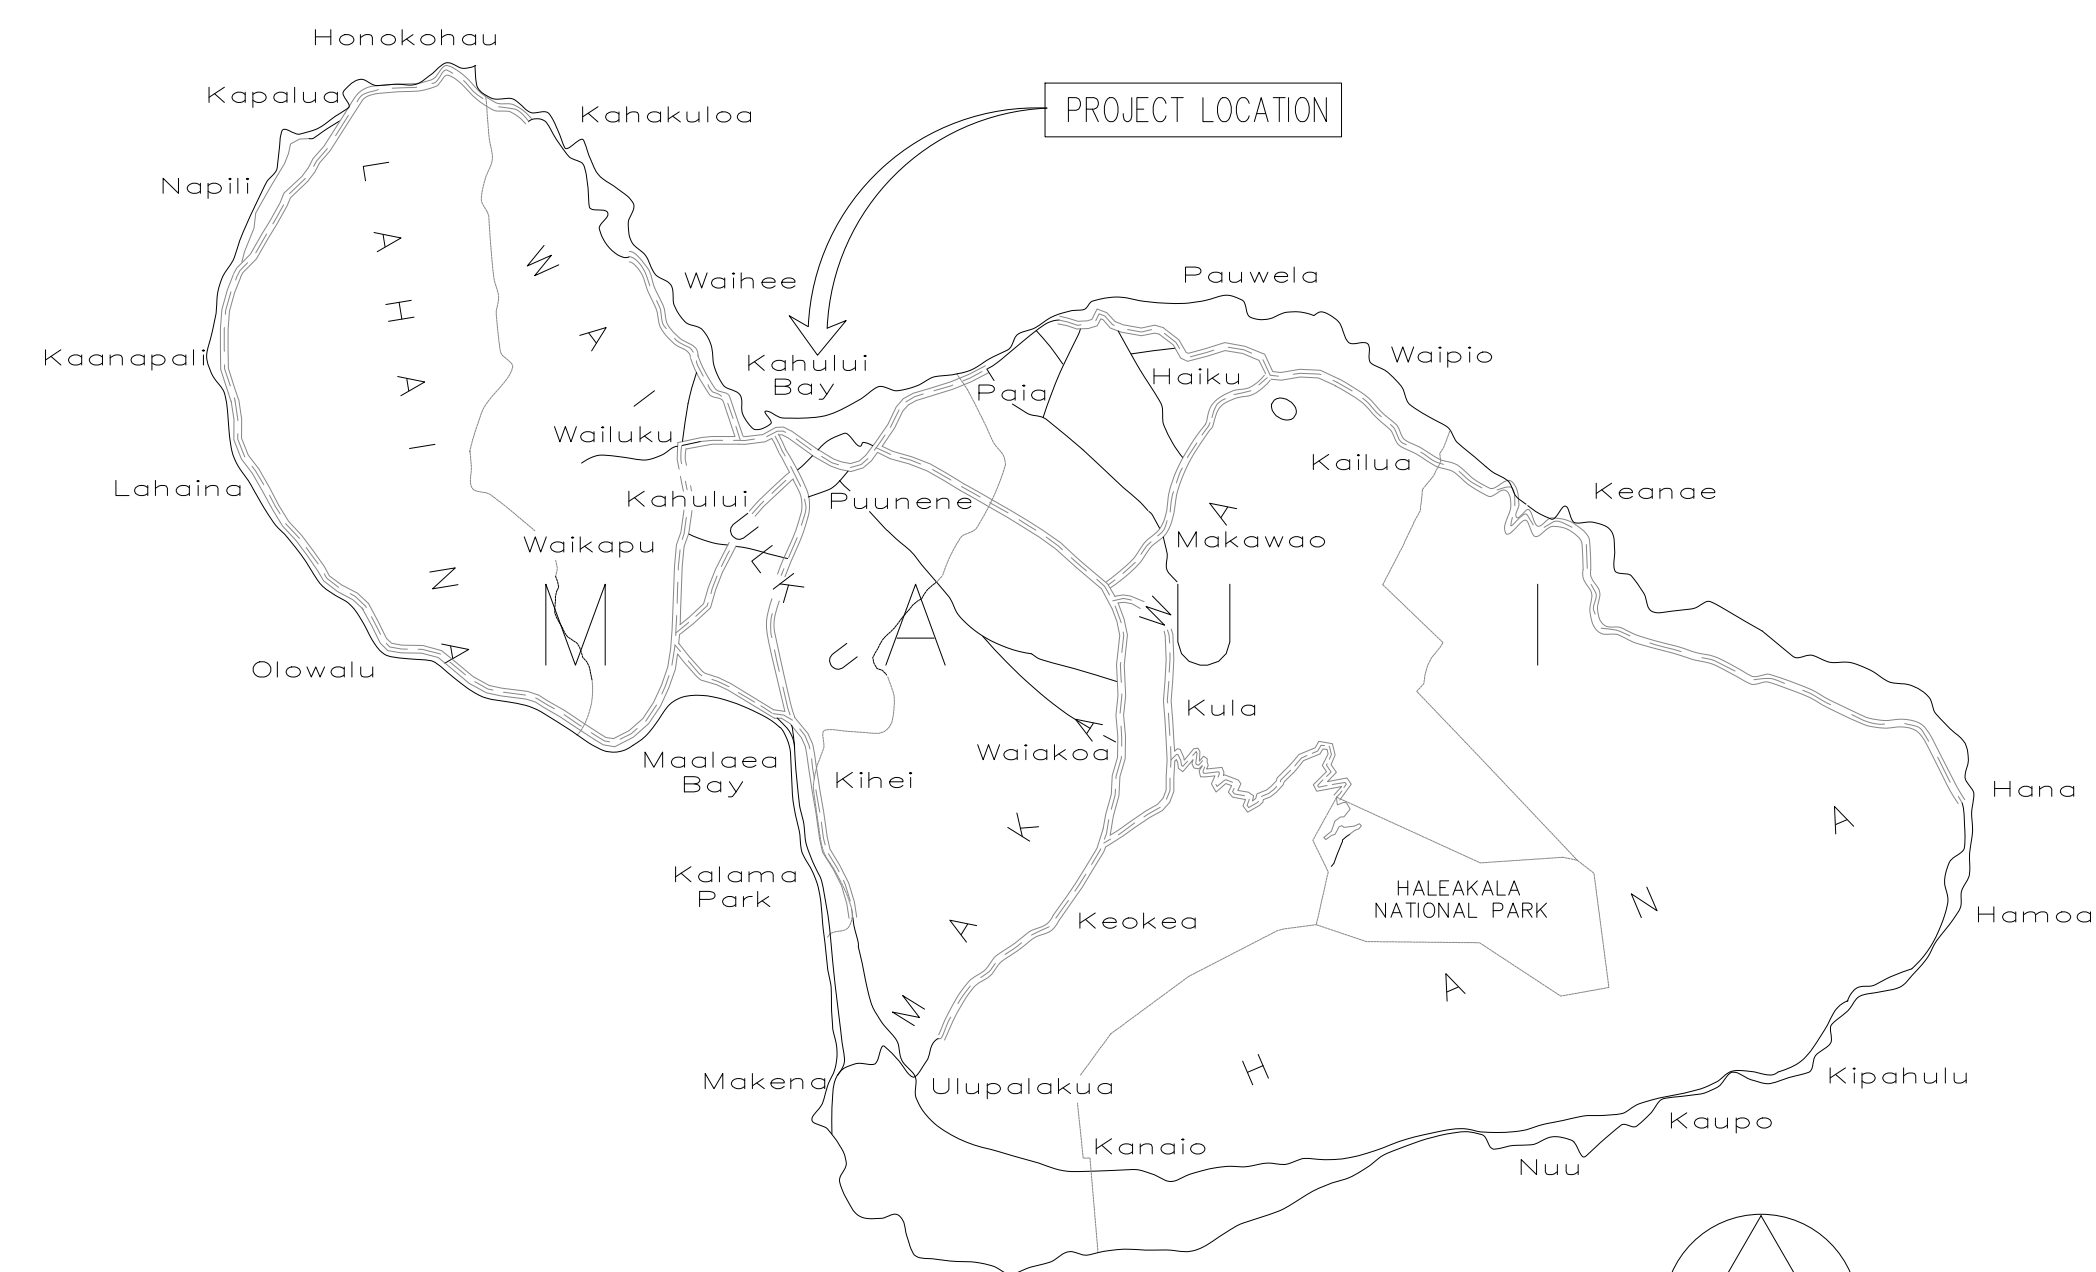 Honokohau
Kapalua
Kahakuloa
PROJECT LOCATION
Napili
Waihee
Pauwela
Kaanapali
Kahului
Bay
Waipio
Haiku
Paia
Wailuku
Kailua
Lahaina
Kahului
Puunene
Keanae
Waikapu
Makawao
LAHAINA
WAILUKU
MAUI
MAKAWAO
HANA
Olowalu
Kula
Maalaea
Bay
Kihei
Waiakoa
Hana
Kalama
Park
HALEAKALA
NATIONAL PARK
Keokea
Hamoa
Makena
Ulupalakua
Kipahulu
Kaupo
Kanaio
Nuu